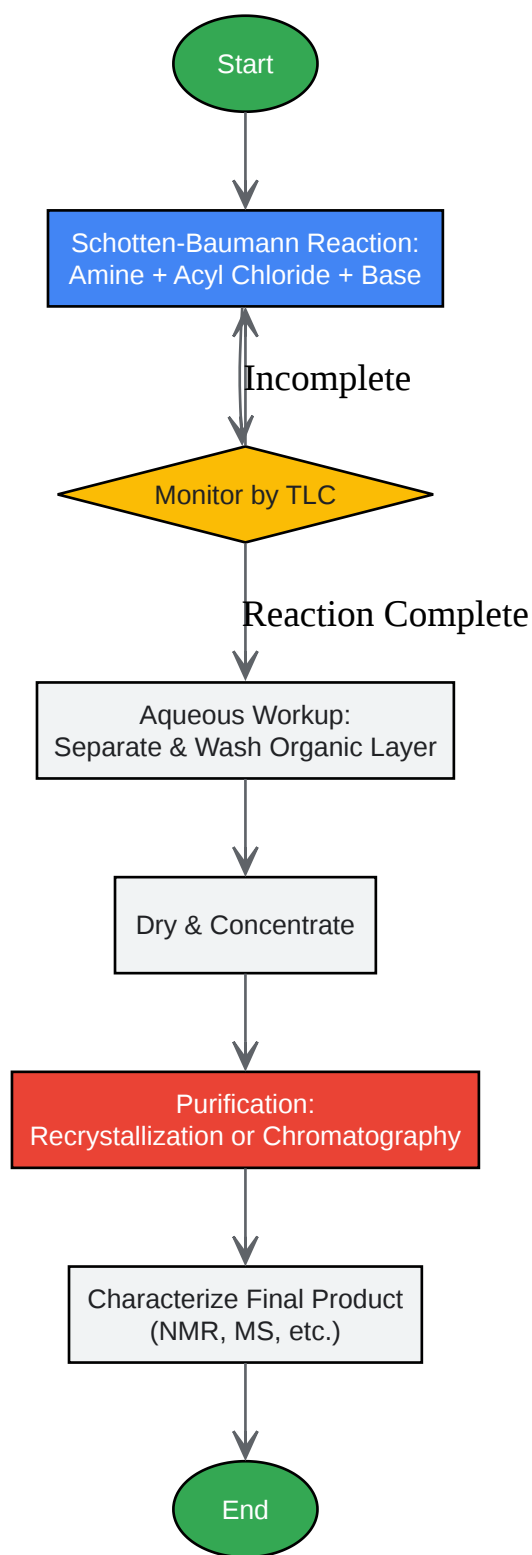 Start
Schotten-Baumann Reaction:
Amine + Acyl Chloride + Base
Incomplete
Monitor by TLC
Reaction Complete
Aqueous Workup:
Separate & Wash Organic Layer
Dry & Concentrate
Purification:
Recrystallization or Chromatography
Characterize Final Product
(NMR, MS, etc.)
End